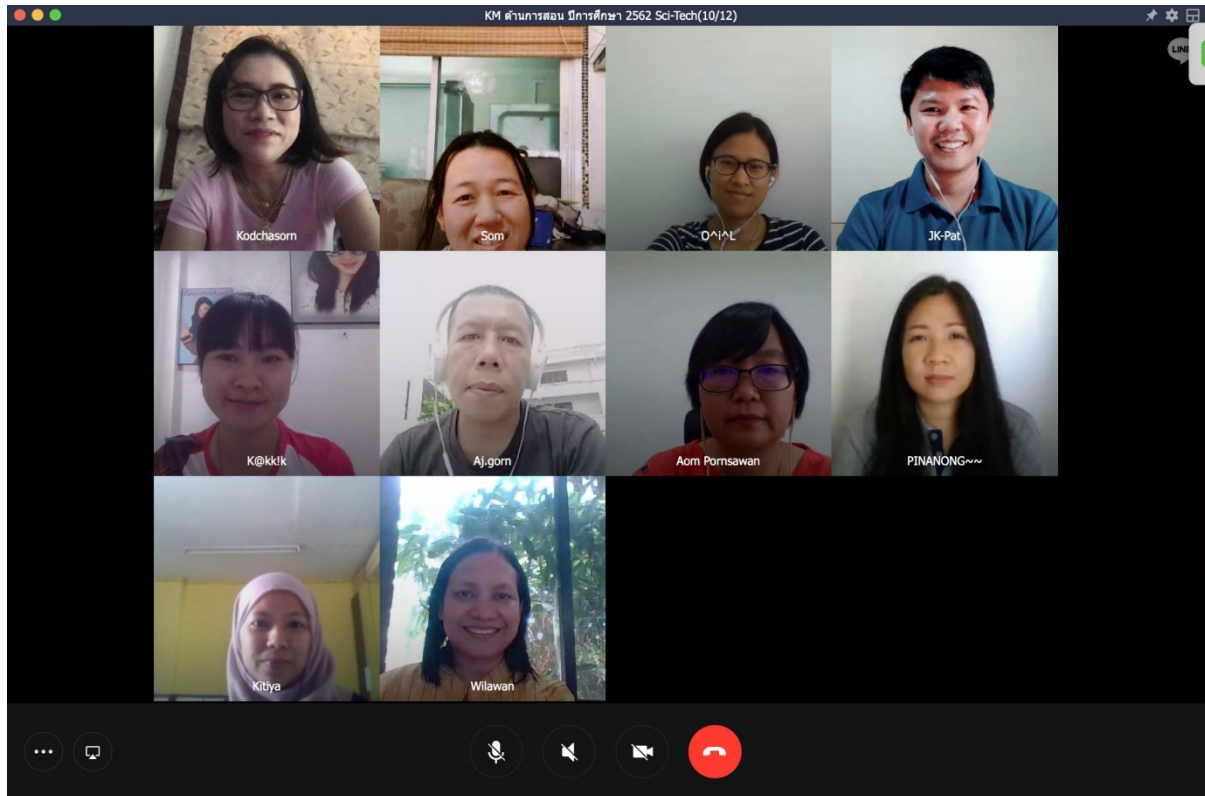 KM ด้านการสอน ปีการศึกษา 2562 Sci-Tech(10/12)
LINE
Kodchasorn
Som
O^i^L
JK-Pat
K@kk!k
Aj.gorn
Aom Pornsawan
PINANONG~~
Kitiya
Wilawan